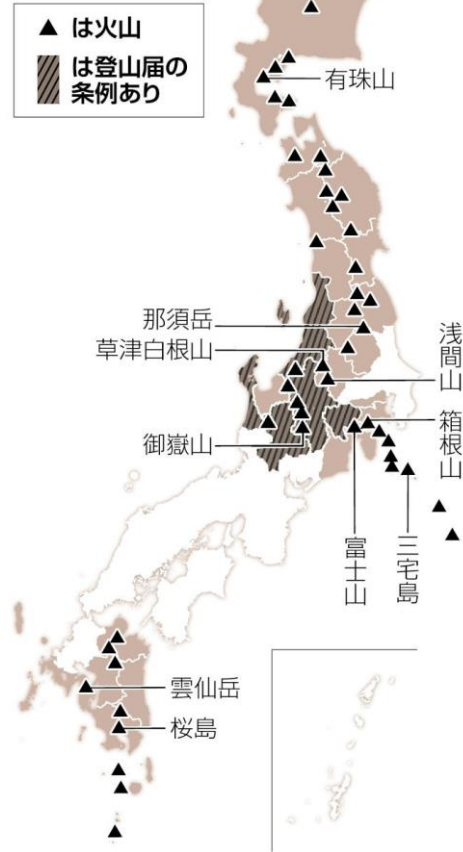 ▲ は火山
は登山届の
条例あり
有珠山
那須岳
草津白根山
浅間山
御嶽山
箱根山
富士山
三宅島
雲仙岳
桜島